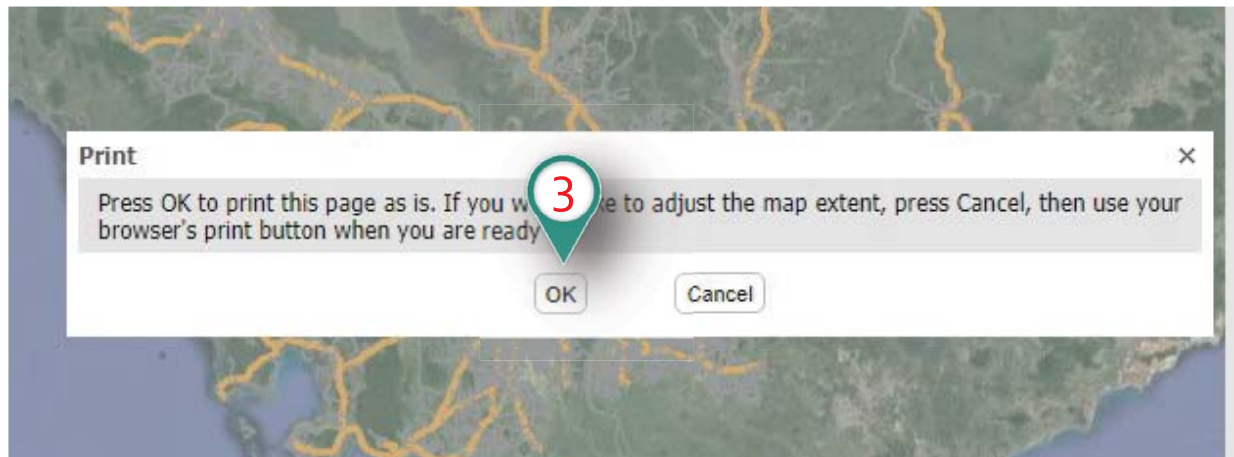 Print
Press OK to print this page as is. If you w ke to adjust the map extent, press Cancel, then use your
browser's print button when you are ready
3
OK
Cancel